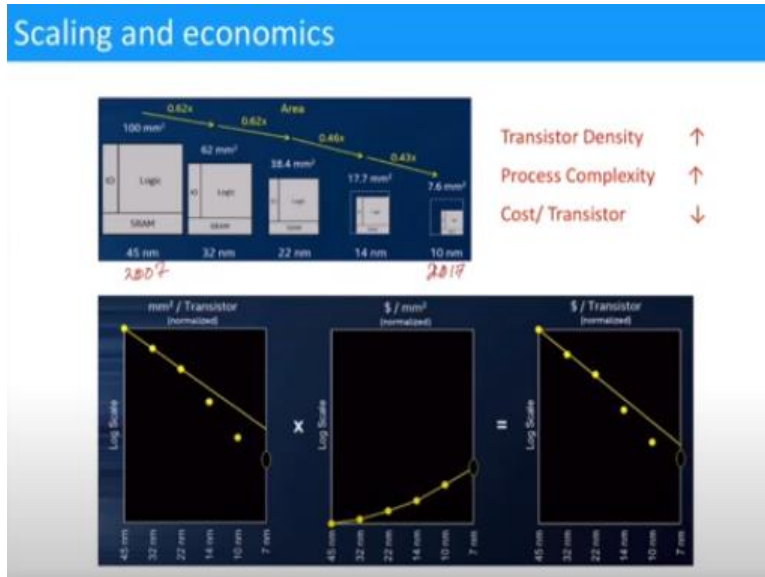 Scaling and economics
0.62x
0.62x
Area
0.46x
0.43x
100 mm²
62 mm²
38.4 mm²
17.7 mm²
7.6 mm²
IO
Logic
SRAM
IO
Logic
SRAM
Logic
45 nm 32 nm 22 nm 14 nm 10 nm
2007
2017
Transistor Density ↑
Process Complexity ↑
Cost/ Transistor ↓
mm² / Transistor
(normalized)
Log Scale
45 nm
32 nm
22 nm
14 nm
10 nm
7 nm
x
$ / mm²
(normalized)
Log Scale
45 nm
32 nm
22 nm
14 nm
10 nm
7 nm
=
$ / Transistor
(normalized)
Log Scale
45 nm
32 nm
22 nm
14 nm
10 nm
7 nm